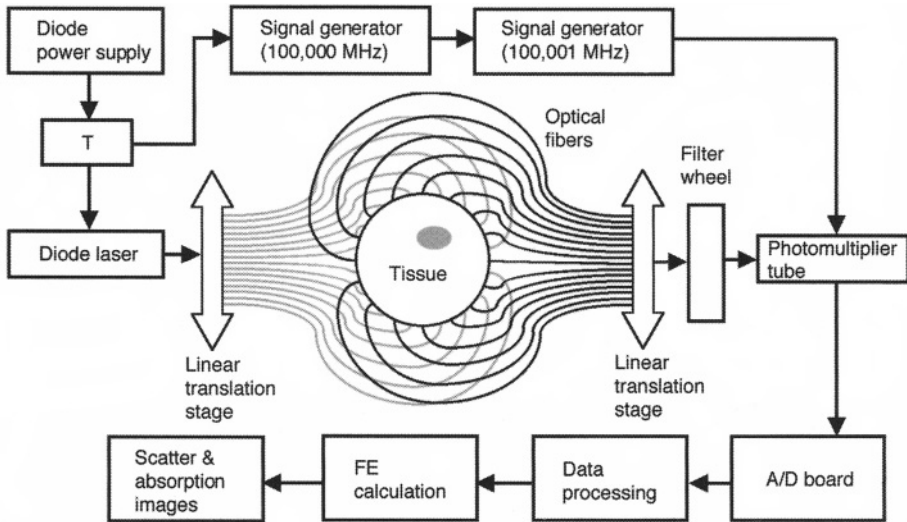 Diode
power supply
Signal generator
(100,000 MHz)
Signal generator
(100,001 MHz)
T
Optical
fibers
Filter
wheel
Diode laser
Tissue
Photomultiplier
tube
Linear
translation
stage
Linear
translation
stage
Scatter &
absorption
images
FE
calculation
Data
processing
A/D board